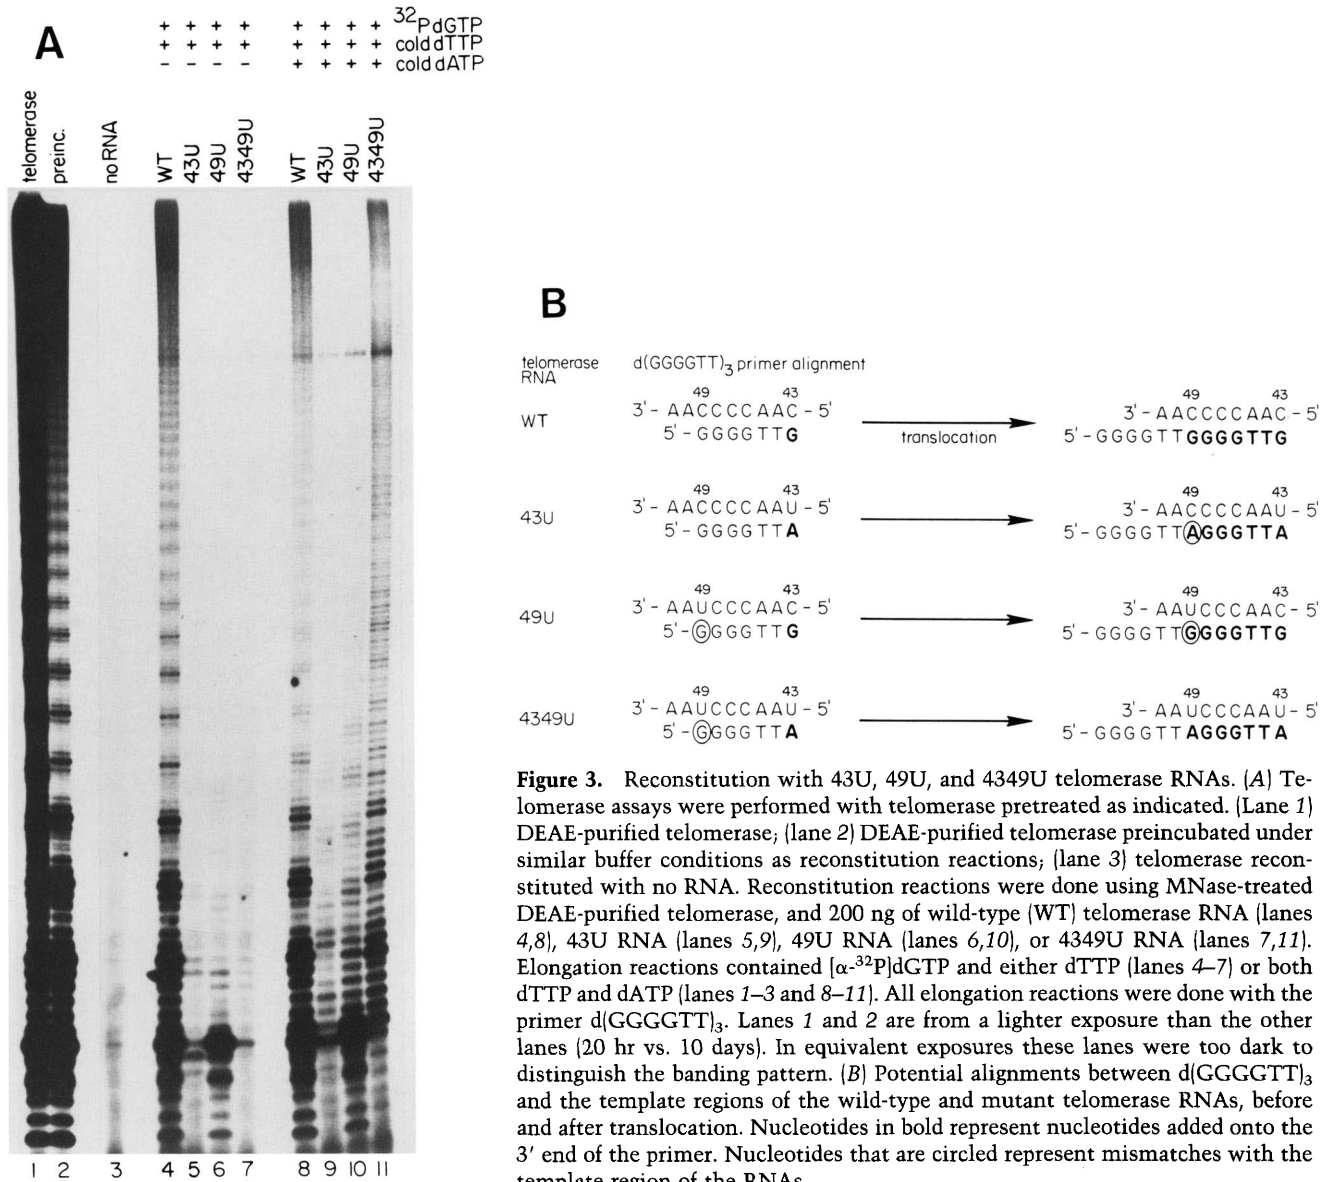 A
+ + + + + + + + ³²PdGTP
+ + + + + + + + cold dTTP
− − − − + + + + cold dATP
telomerase
preinc.
no RNA
WT
43U
49U
4349U
WT
43U
49U
4349U
1 2 3 4 5 6 7 8 9 10 11
B
telomerase RNA
d(GGGGTT)₃ primer alignment
WT
49 43
3'- AACCCCAAC - 5'
5'- GGGGTTG
translocation
49 43
3'- AACCCCAAC - 5'
5'- GGGGTTGGGGTTG
43U
49 43
3'- AACCCCAAU - 5'
5'- GGGGTTA
49 43
3'- AACCCCAAU - 5'
5'- GGGGTTAGGGTTA
49U
49 43
3'- AAUCCCAAC - 5'
5'- GGGGTTG
49 43
3'- AAUCCCAAC - 5'
5'- GGGGTTGGGGTTG
4349U
49 43
3'- AAUCCCAAU - 5'
5'- GGGGTTA
49 43
3'- AAUCCCAAU - 5'
5'- GGGGTTAGGGTTA
Figure 3. Reconstitution with 43U, 49U, and 4349U telomerase RNAs. (A) Te-
lomerase assays were performed with telomerase pretreated as indicated. (Lane 1)
DEAE-purified telomerase; (lane 2) DEAE-purified telomerase preincubated under
similar buffer conditions as reconstitution reactions; (lane 3) telomerase recon-
stituted with no RNA. Reconstitution reactions were done using MNase-treated
DEAE-purified telomerase, and 200 ng of wild-type (WT) telomerase RNA (lanes
4,8), 43U RNA (lanes 5,9), 49U RNA (lanes 6,10), or 4349U RNA (lanes 7,11).
Elongation reactions contained [α-³²P]dGTP and either dTTP (lanes 4–7) or both
dTTP and dATP (lanes 1–3 and 8–11). All elongation reactions were done with the
primer d(GGGGTT)₃. Lanes 1 and 2 are from a lighter exposure than the other
lanes (20 hr vs. 10 days). In equivalent exposures these lanes were too dark to
distinguish the banding pattern. (B) Potential alignments between d(GGGGTT)₃
and the template regions of the wild-type and mutant telomerase RNAs, before
and after translocation. Nucleotides in bold represent nucleotides added onto the
3' end of the primer. Nucleotides that are circled represent mismatches with the
template region of the RNAs.